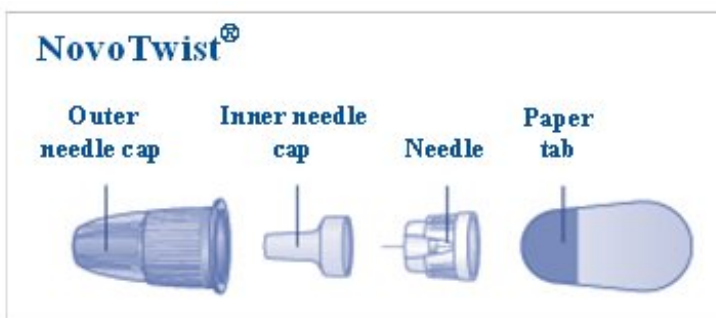 NovoTwist®
Outer
needle cap
Inner needle
cap
Needle
Paper
tab